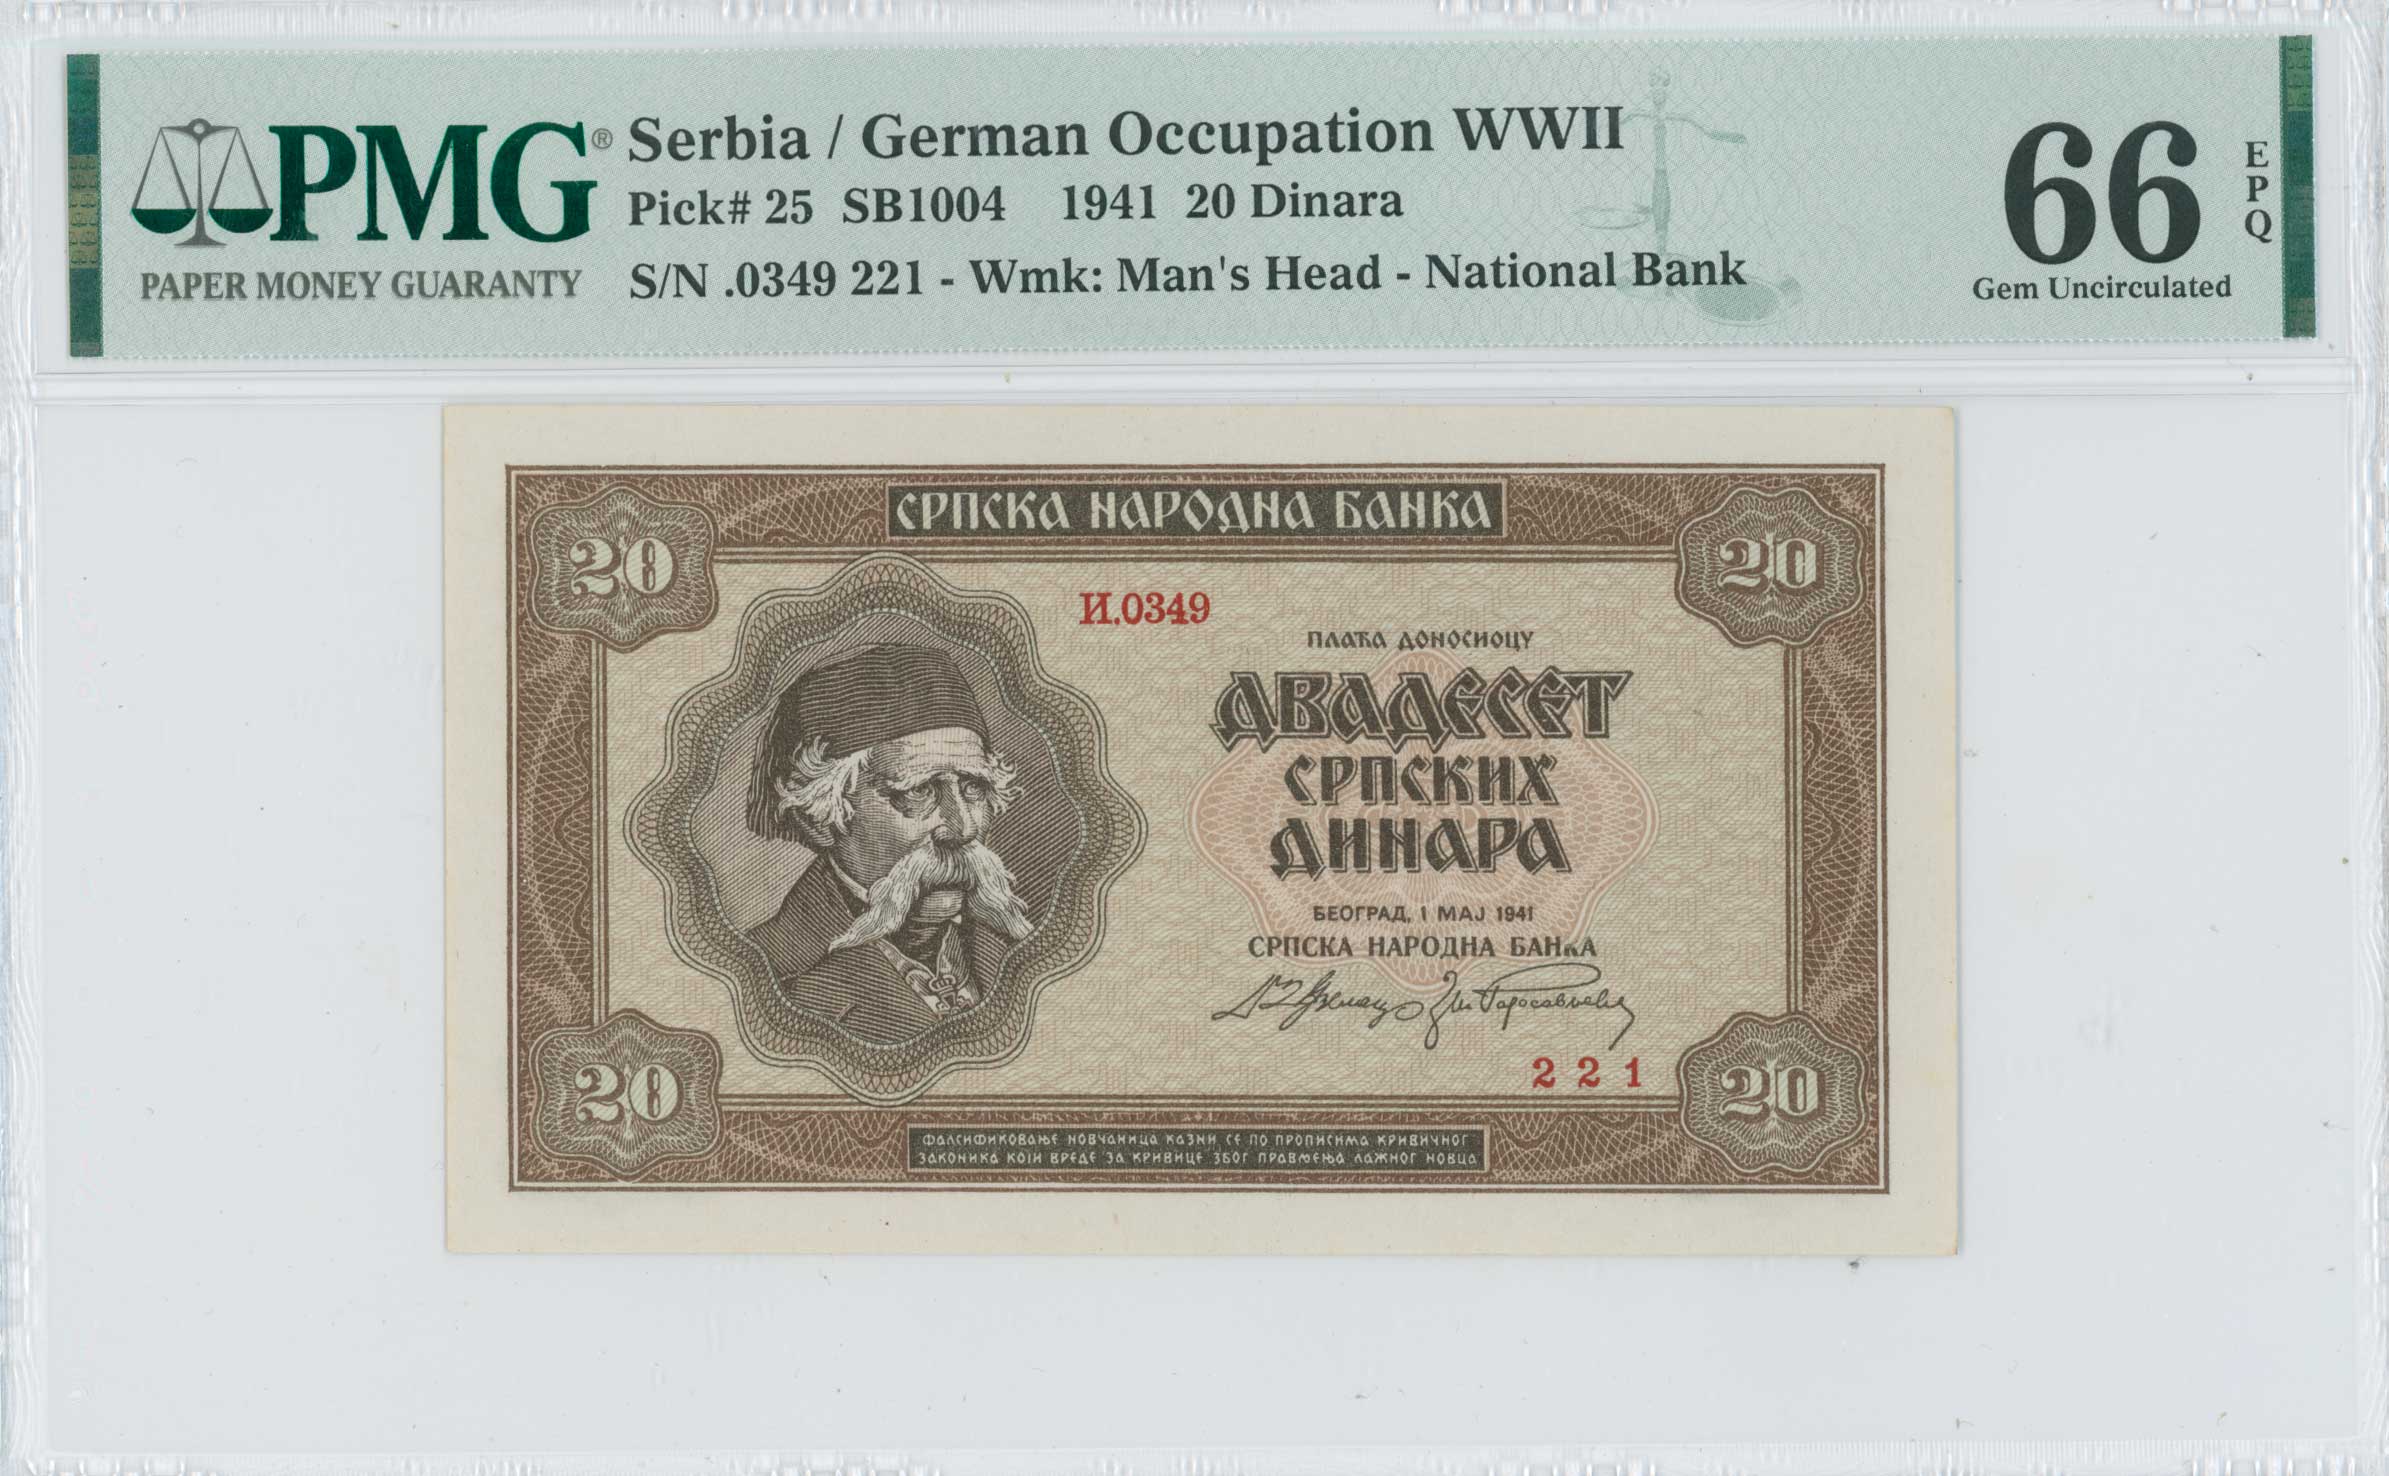 PMG®
PAPER MONEY GUARANTY
Serbia / German Occupation WWII
Pick# 25 SB1004 1941 20 Dinara
S/N .0349 221 - Wmk: Man's Head - National Bank
66
EPQ
Gem Uncirculated
СРПСКА НАРОДНА БАНКА
20
20
И.0349
ПЛАЋА ДОНОСИОЦУ
ДВАДЕСЕТ
СРПСКИХ
ДИНАРА
БЕОГРАД, 1 МАЈ 1941
СРПСКА НАРОДНА БАНКА
2 2 1
20
20
ФАЛСИФИКОВАЊЕ НОВЧАНИЦА КАЗНИ СЕ ПО ПРОПИСИМА КРИВИЧНОГ
ЗАКОНИКА КОЈИ ВРЕДЕ ЗА КРИВИЦЕ ЗБОГ ПРАВЉЕЊА ЛАЖНОГ НОВЦА